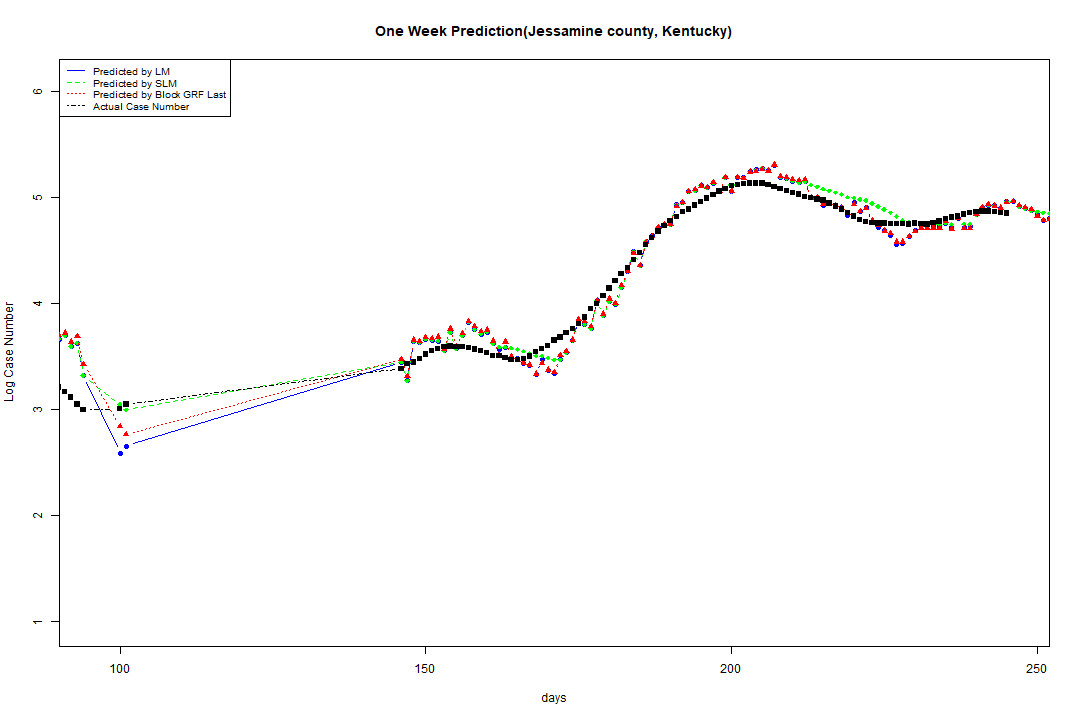 One Week Prediction(Jessamine county, Kentucky)
Predicted by LM
Predicted by SLM
Predicted by Block GRF Last
Actual Case Number
Log Case Number
6
5
4
3
2
1
100 150 200 250
days